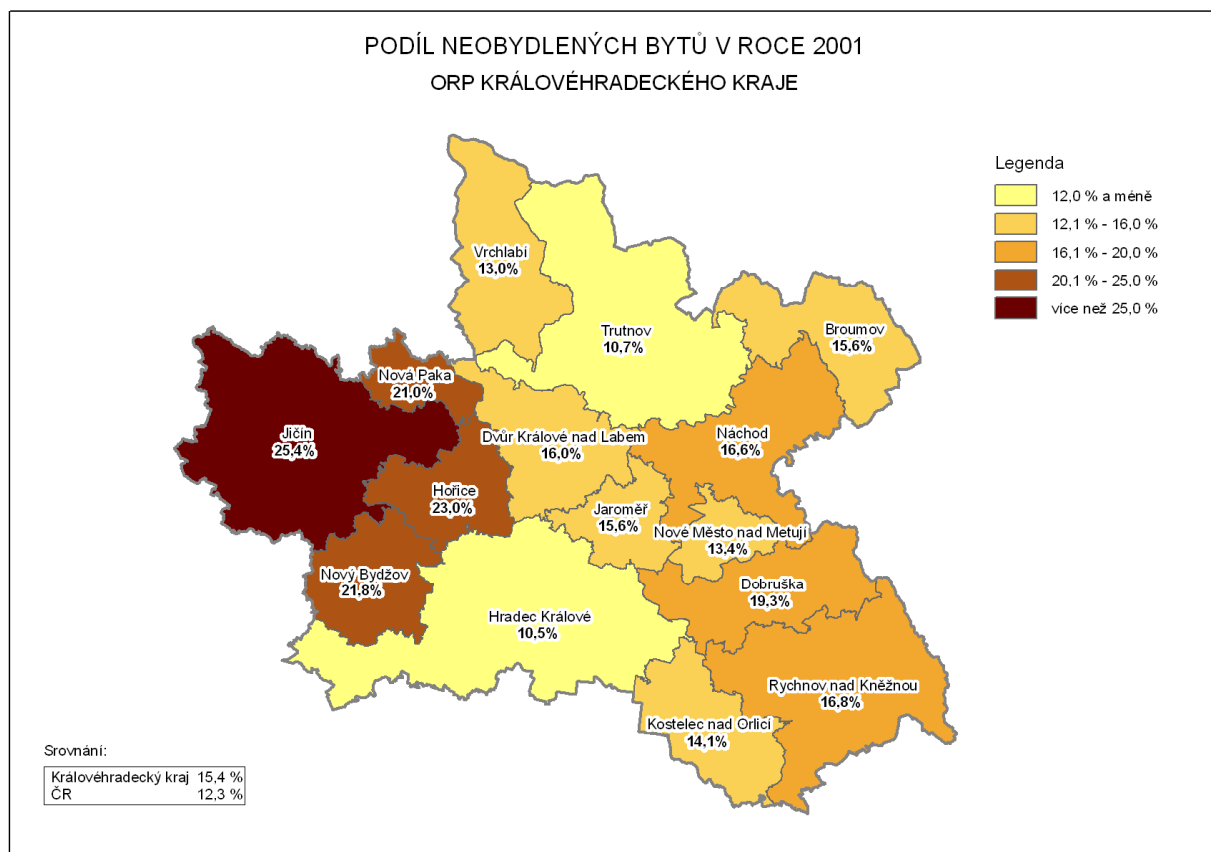 PODÍL NEOBYDLENÝCH BYTŮ V ROCE 2001
ORP KRÁLOVÉHRADECKÉHO KRAJE
Legenda
12,0 % a méně
12,1 % - 16,0 %
16,1 % - 20,0 %
20,1 % - 25,0 %
více než 25,0 %
Vrchlabí
13,0%
Trutnov
10,7%
Broumov
15,6%
Nová Paka
21,0%
Jičín
25,4%
Dvůr Králové nad Labem
16,0%
Náchod
16,6%
Hořice
23,0%
Jaroměř
15,6%
Nové Město nad Metují
13,4%
Nový Bydžov
21,8%
Dobruška
19,3%
Hradec Králové
10,5%
Rychnov nad Kněžnou
16,8%
Kostelec nad Orlicí
14,1%
Srovnání:
Královéhradecký kraj 15,4 %
ČR 12,3 %